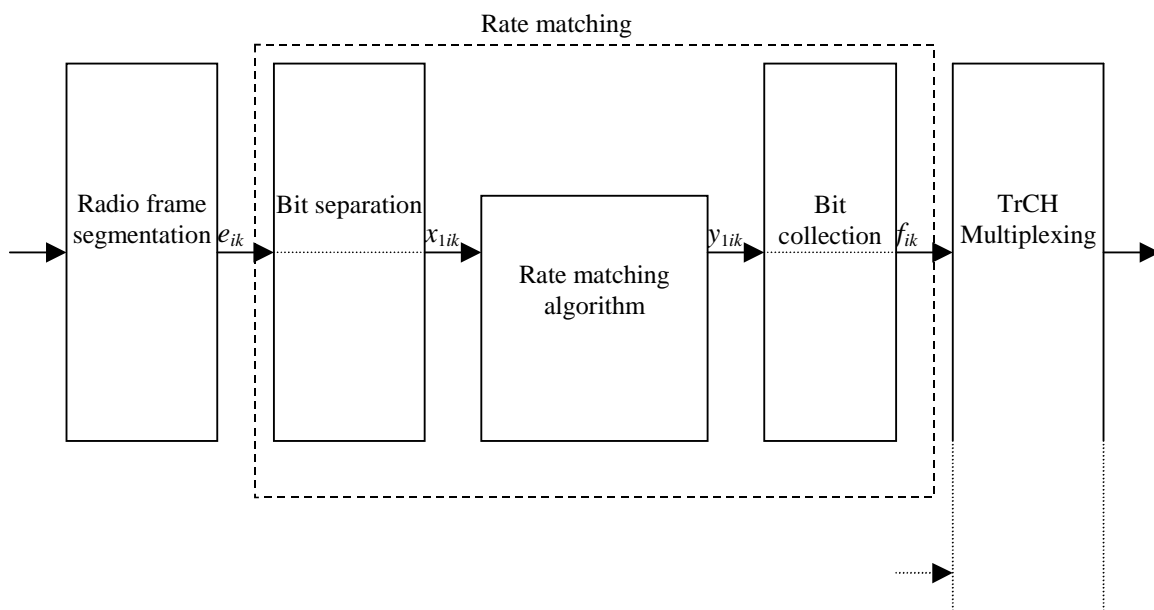 Rate matching
Radio frame
segmentation
e_ik
Bit separation
x_1ik
Rate matching
algorithm
y_1ik
Bit
collection
f_ik
TrCH
Multiplexing